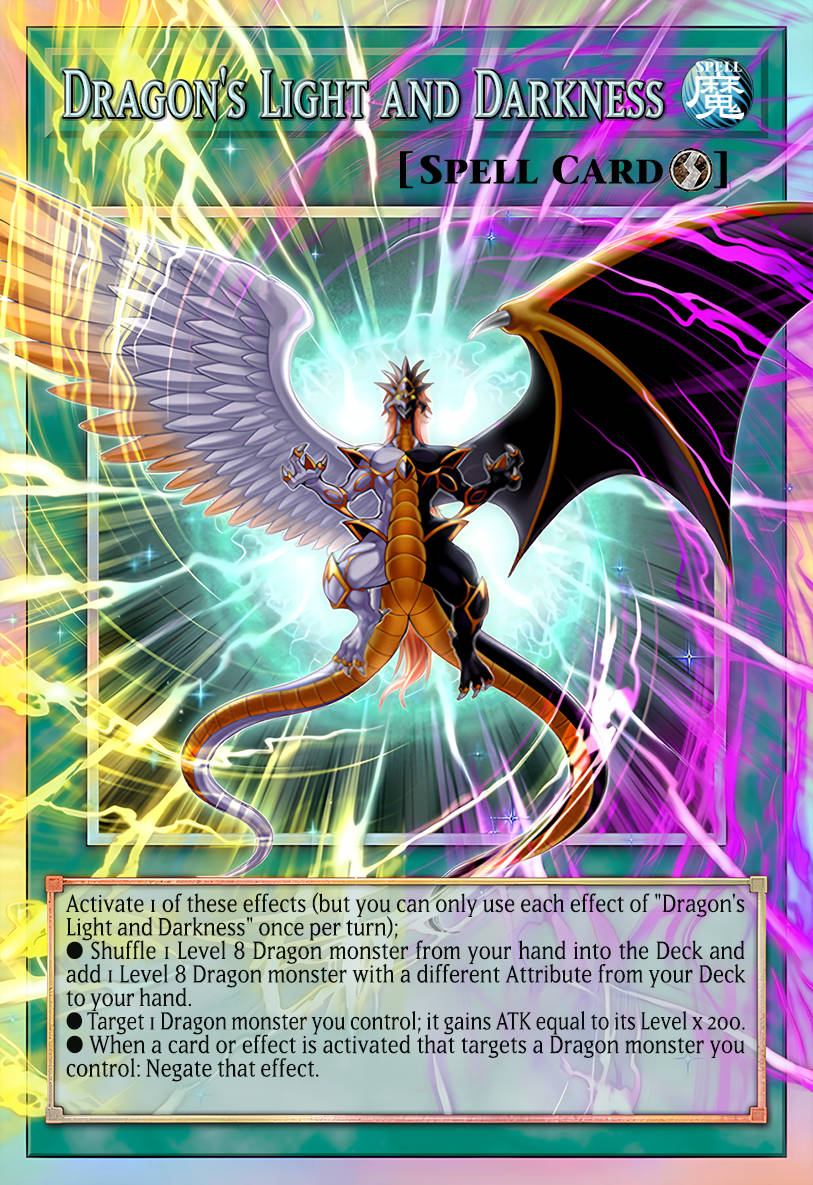 Dragon's Light and Darkness
SPELL
魔
[Spell Card]
Activate 1 of these effects (but you can only use each effect of "Dragon's
Light and Darkness" once per turn);
● Shuffle 1 Level 8 Dragon monster from your hand into the Deck and
add 1 Level 8 Dragon monster with a different Attribute from your Deck
to your hand.
● Target 1 Dragon monster you control; it gains ATK equal to its Level x 200.
● When a card or effect is activated that targets a Dragon monster you
control: Negate that effect.